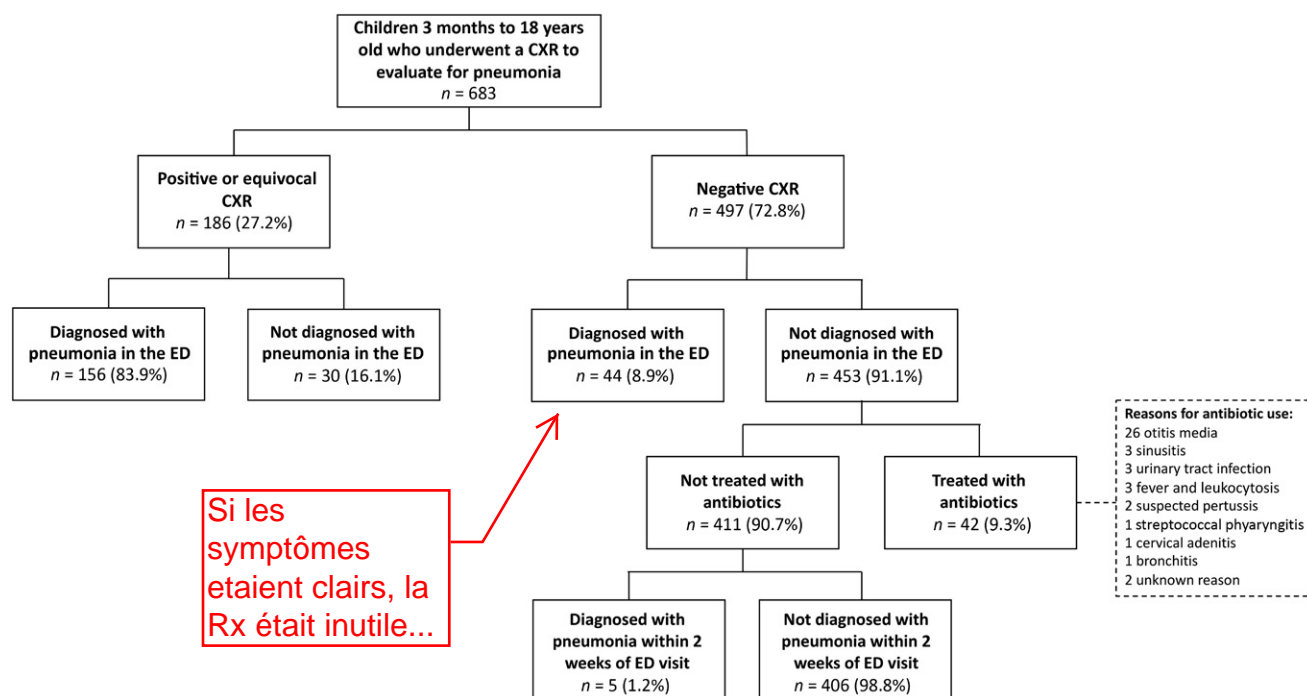 Children 3 months to 18 years
old who underwent a CXR to
evaluate for pneumonia
n = 683
Positive or equivocal
CXR
n = 186 (27.2%)
Negative CXR
n = 497 (72.8%)
Diagnosed with
pneumonia in the ED
n = 156 (83.9%)
Not diagnosed with
pneumonia in the ED
n = 30 (16.1%)
Diagnosed with
pneumonia in the ED
n = 44 (8.9%)
Not diagnosed with
pneumonia in the ED
n = 453 (91.1%)
Reasons for antibiotic use:
26 otitis media
3 sinusitis
3 urinary tract infection
3 fever and leukocytosis
2 suspected pertussis
1 streptococcal phyaryngitis
1 cervical adenitis
1 bronchitis
2 unknown reason
Not treated with
antibiotics
n = 411 (90.7%)
Treated with
antibiotics
n = 42 (9.3%)
Si les
symptômes
etaient clairs, la
Rx était inutile...
Diagnosed with
pneumonia within 2
weeks of ED visit
n = 5 (1.2%)
Not diagnosed with
pneumonia within 2
weeks of ED visit
n = 406 (98.8%)